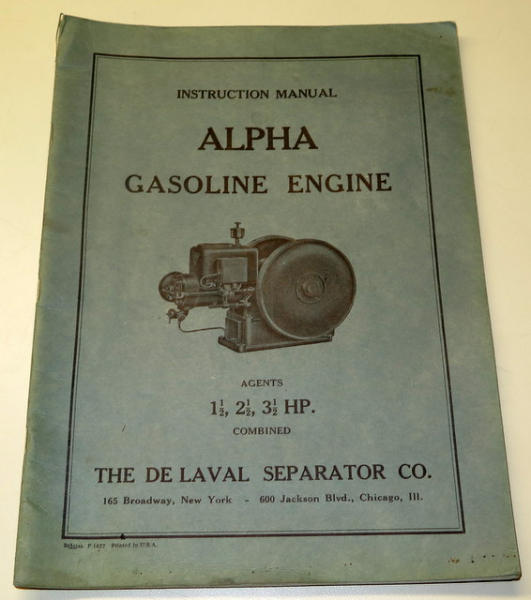 INSTRUCTION MANUAL
ALPHA
GASOLINE ENGINE
AGENTS
1½, 2½, 3½ HP.
COMBINED
THE DE LAVAL SEPARATOR CO.
165 Broadway, New York - 600 Jackson Blvd., Chicago, Ill.
Printed in U.S.A.